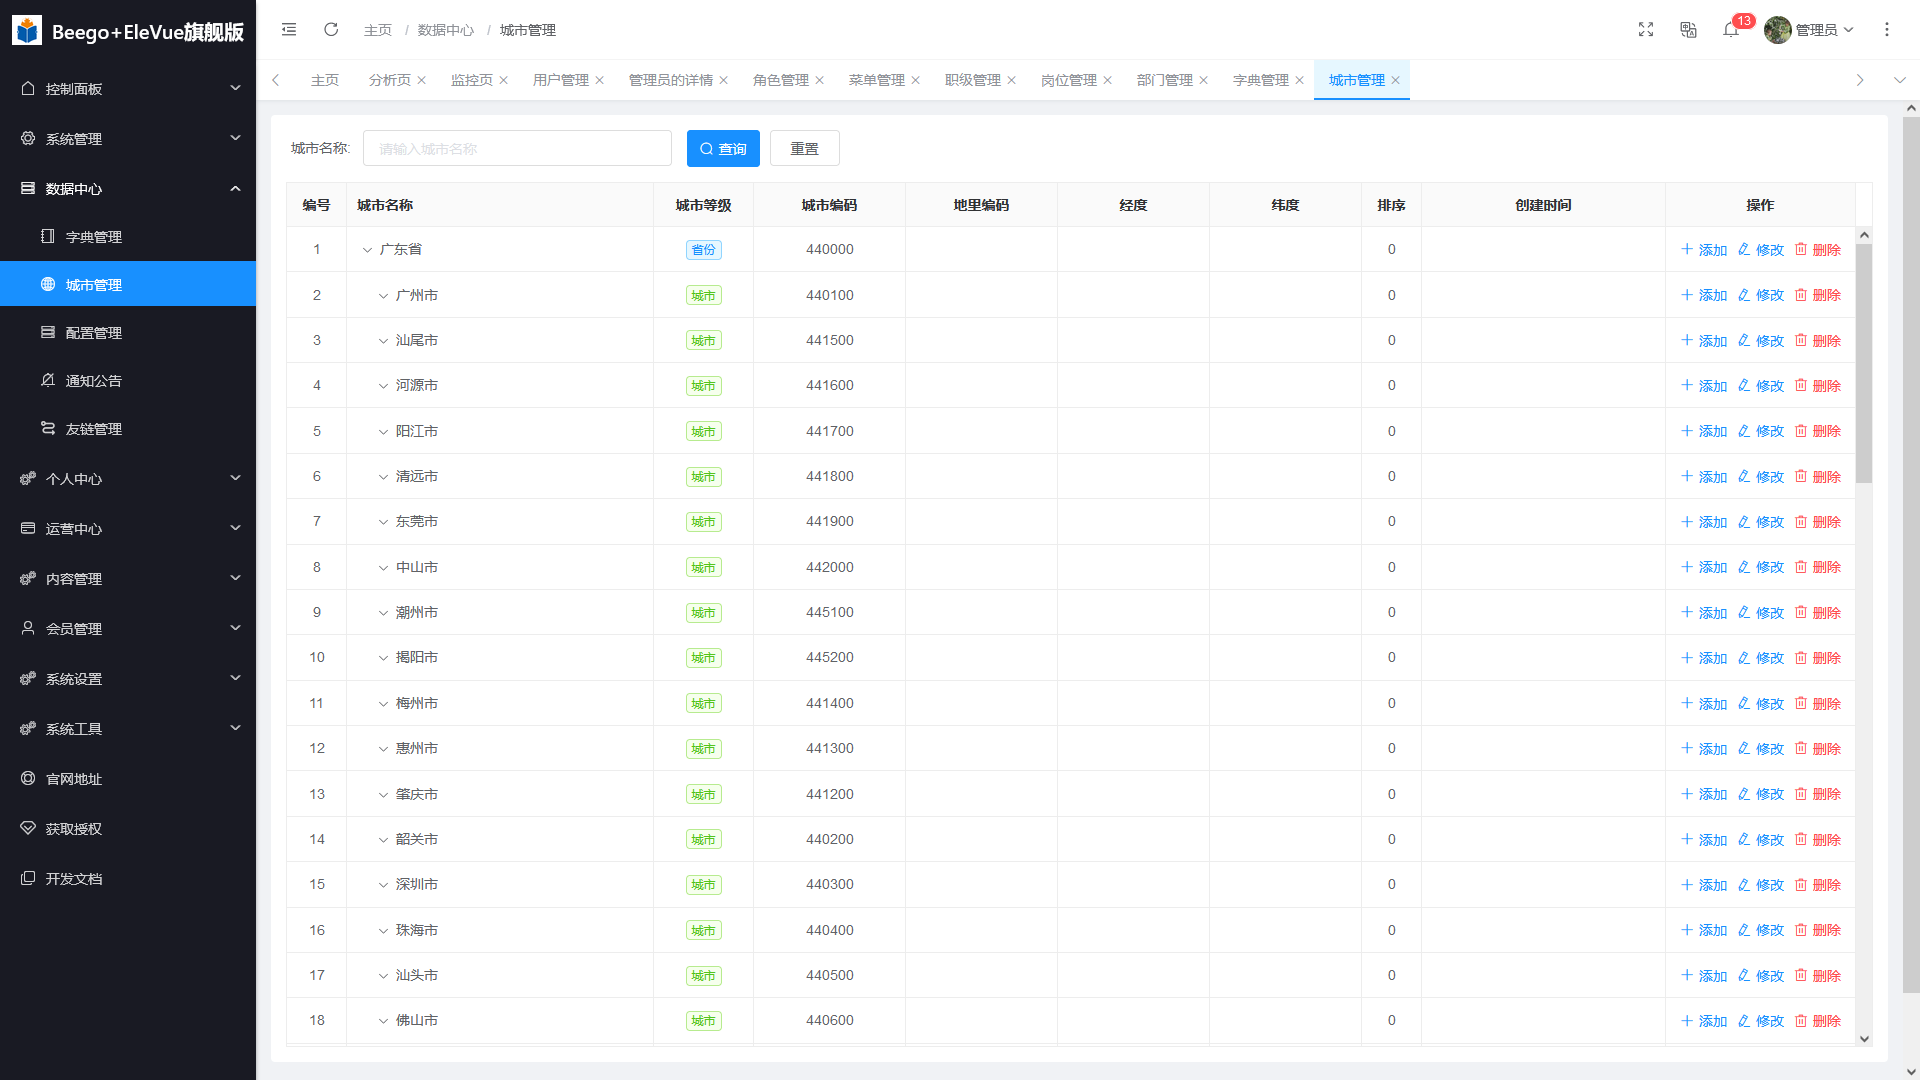 Beego+EleVue旗舰版
控制面板
系统管理
数据中心
字典管理
城市管理
配置管理
通知公告
友链管理
个人中心
运营中心
内容管理
会员管理
系统设置
系统工具
官网地址
获取授权
开发文档
主页 / 数据中心 / 城市管理
13
管理员
主页 分析页 监控页 用户管理 管理员的详情 角色管理 菜单管理 职级管理 岗位管理 部门管理 字典管理 城市管理
城市名称: 请输入城市名称 查询 重置
编号 城市名称 城市等级 城市编码 地里编码 经度 纬度 排序 创建时间 操作
1 广东省 省份 440000 0 添加 修改 删除
2 广州市 城市 440100 0 添加 修改 删除
3 汕尾市 城市 441500 0 添加 修改 删除
4 河源市 城市 441600 0 添加 修改 删除
5 阳江市 城市 441700 0 添加 修改 删除
6 清远市 城市 441800 0 添加 修改 删除
7 东莞市 城市 441900 0 添加 修改 删除
8 中山市 城市 442000 0 添加 修改 删除
9 潮州市 城市 445100 0 添加 修改 删除
10 揭阳市 城市 445200 0 添加 修改 删除
11 梅州市 城市 441400 0 添加 修改 删除
12 惠州市 城市 441300 0 添加 修改 删除
13 肇庆市 城市 441200 0 添加 修改 删除
14 韶关市 城市 440200 0 添加 修改 删除
15 深圳市 城市 440300 0 添加 修改 删除
16 珠海市 城市 440400 0 添加 修改 删除
17 汕头市 城市 440500 0 添加 修改 删除
18 佛山市 城市 440600 0 添加 修改 删除